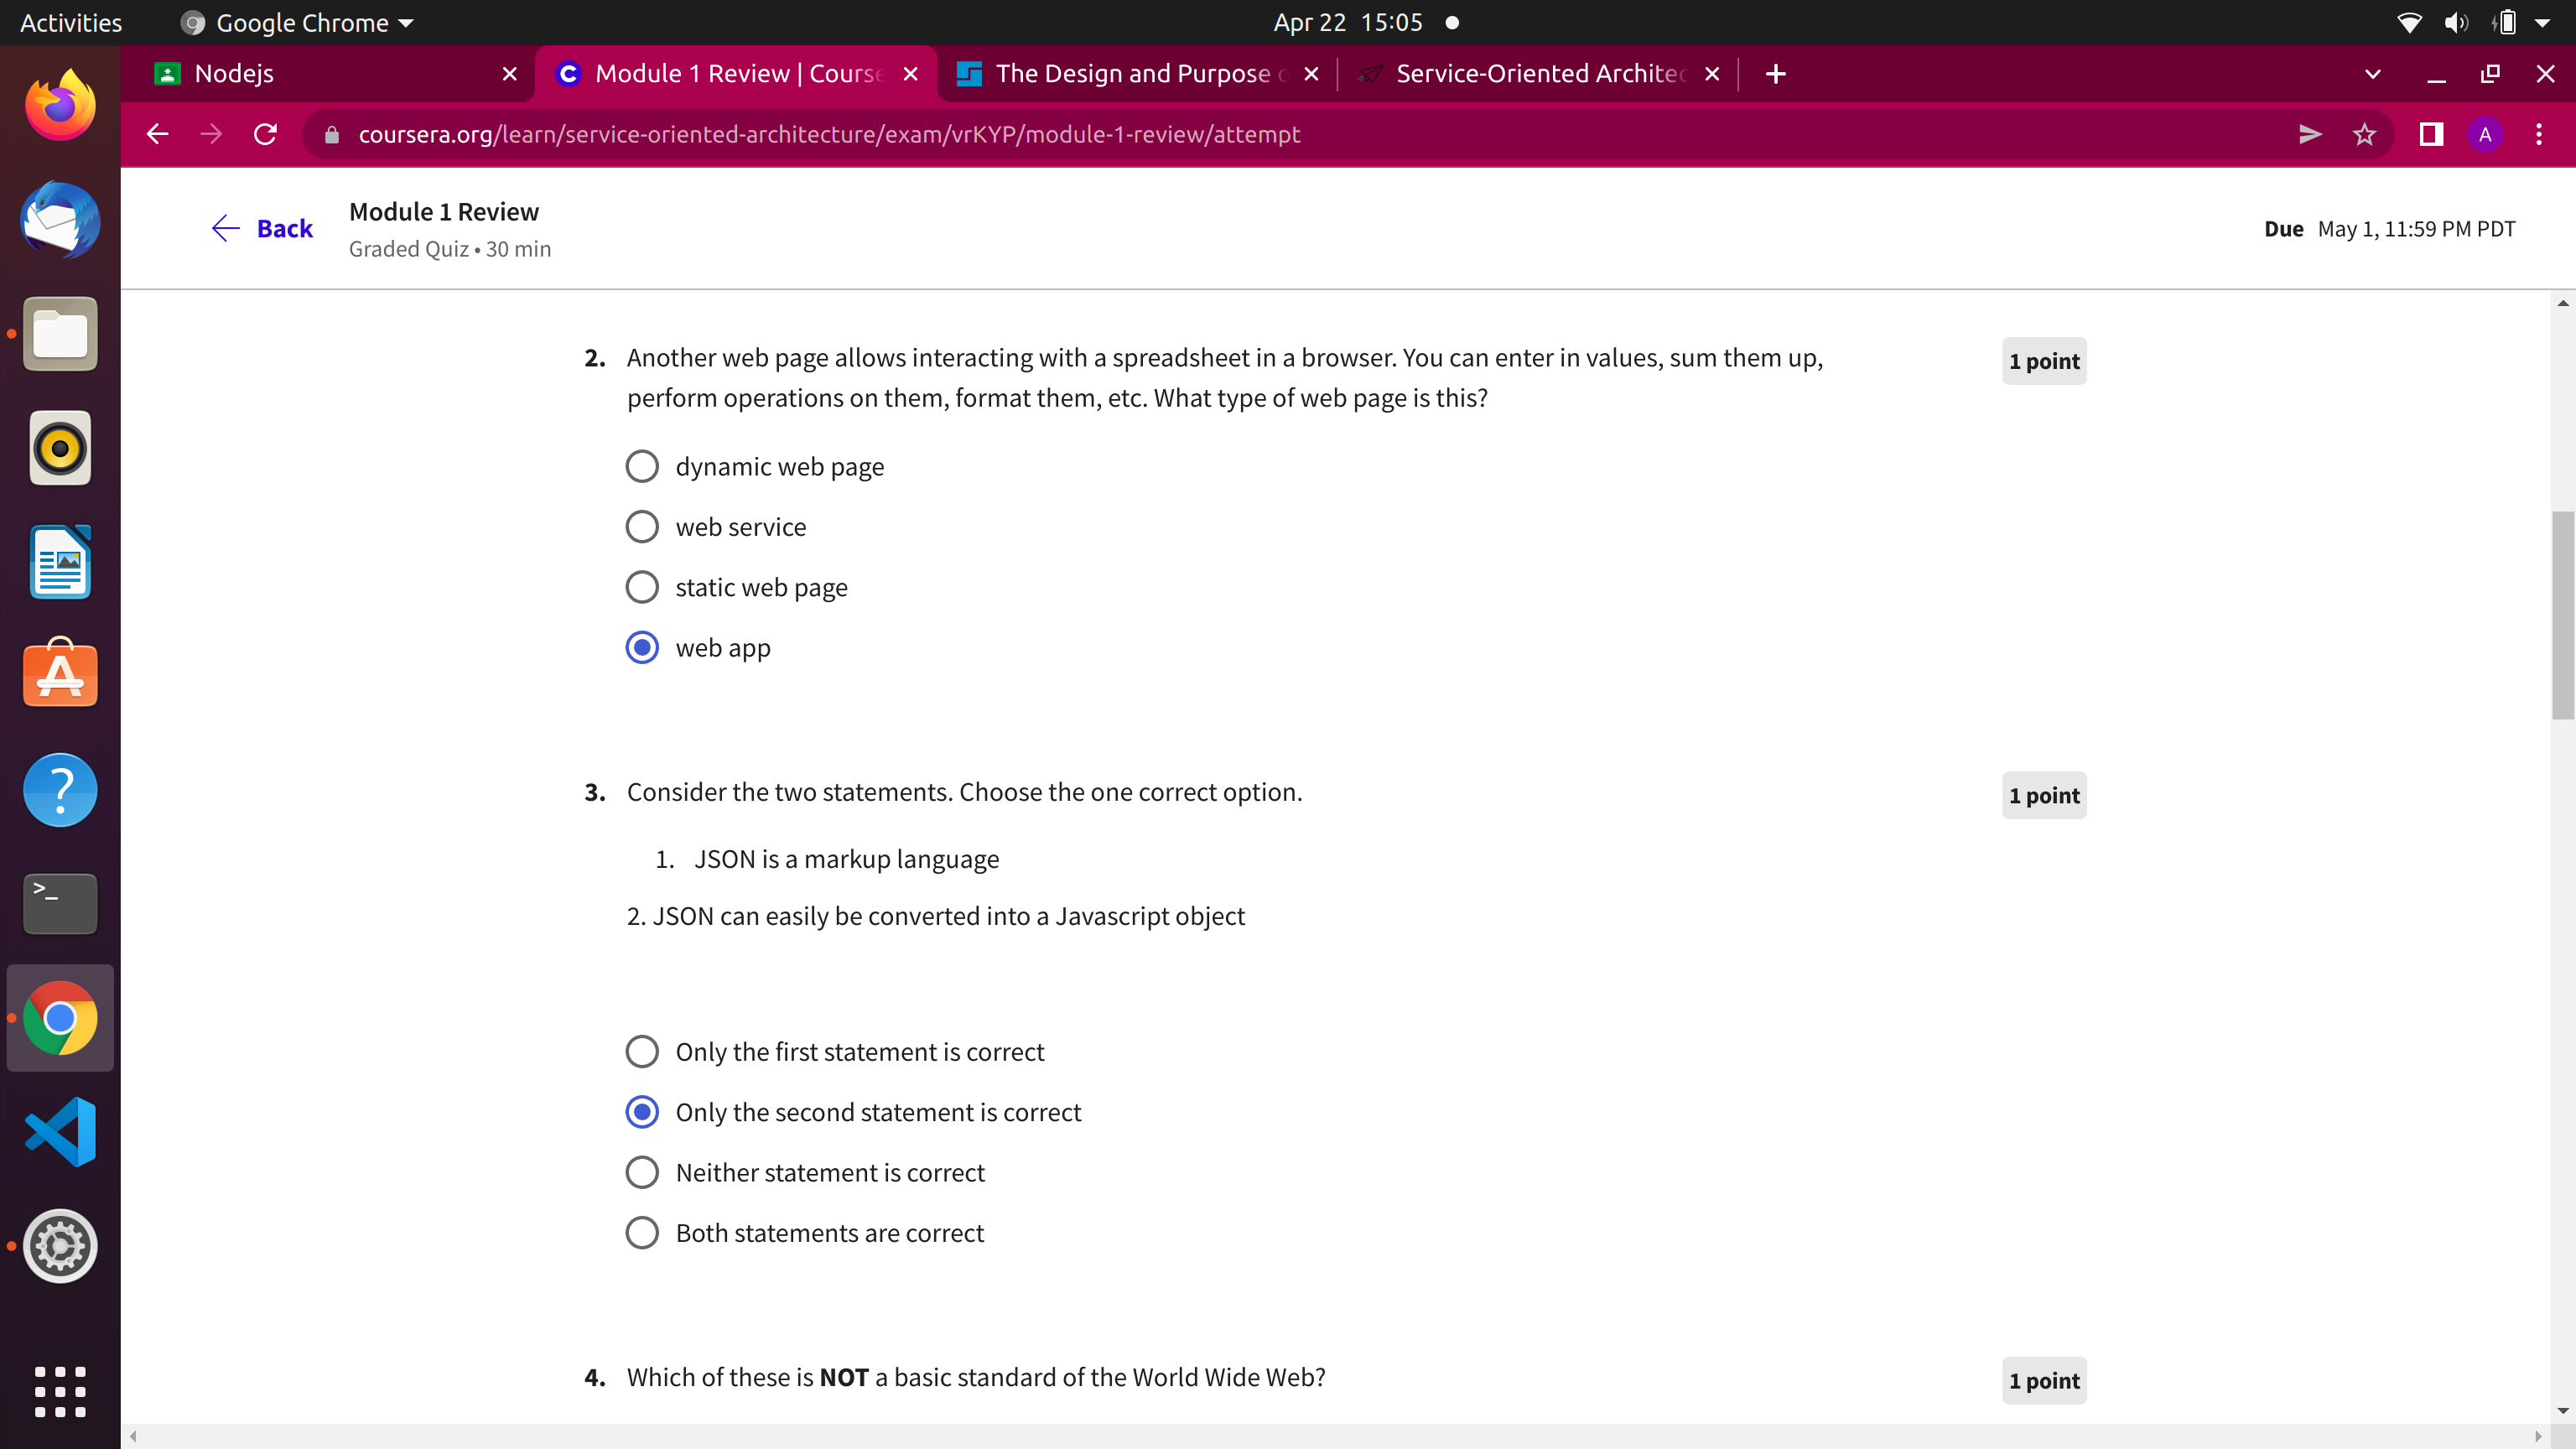 Activities
Google Chrome
Apr 22 15:05
Nodejs
Module 1 Review | Course
The Design and Purpose o
Service-Oriented Architec
coursera.org/learn/service-oriented-architecture/exam/vrKYP/module-1-review/attempt
A
Back
Module 1 Review
Graded Quiz • 30 min
Due May 1, 11:59 PM PDT
2. Another web page allows interacting with a spreadsheet in a browser. You can enter in values, sum them up,
perform operations on them, format them, etc. What type of web page is this?
1 point
dynamic web page
web service
static web page
web app
3. Consider the two statements. Choose the one correct option.
1 point
1. JSON is a markup language
2. JSON can easily be converted into a Javascript object
Only the first statement is correct
Only the second statement is correct
Neither statement is correct
Both statements are correct
4. Which of these is NOT a basic standard of the World Wide Web?
1 point